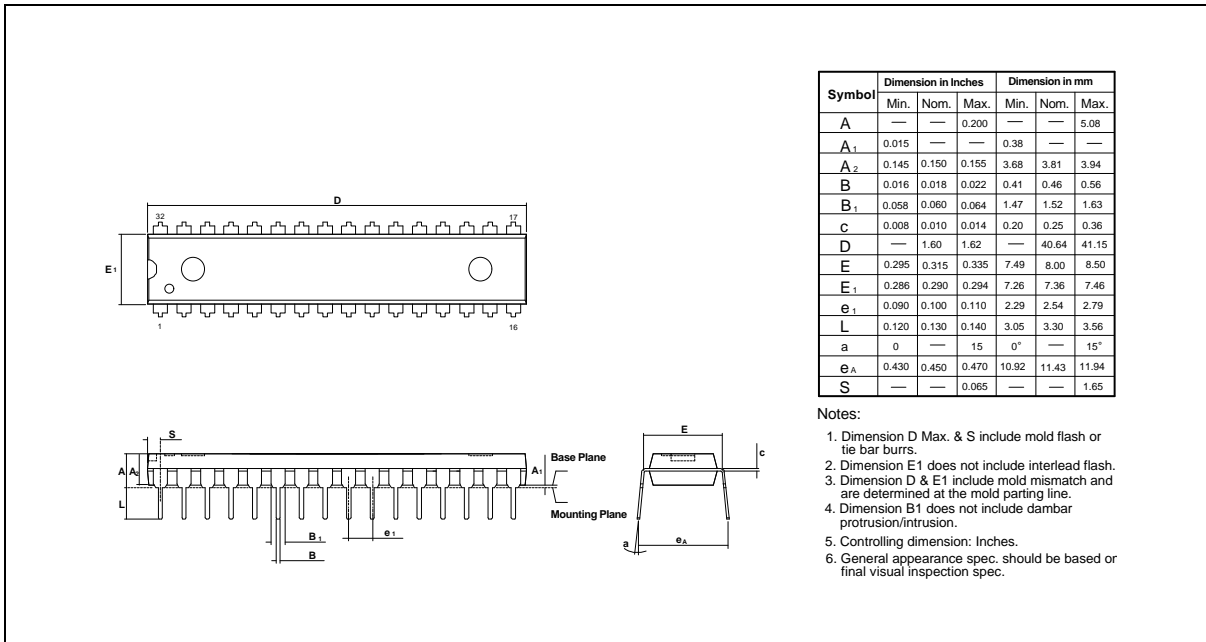 D
32
17
E1
1
16
S
A
A2
A1
Base Plane
L
Mounting Plane
B1
e1
B
E
c
a
eA
Symbol Dimension in Inches Dimension in mm
Min. Nom. Max. Min. Nom. Max.
A — — 0.200 — — 5.08
A1 0.015 — — 0.38 — —
A2 0.145 0.150 0.155 3.68 3.81 3.94
B 0.016 0.018 0.022 0.41 0.46 0.56
B1 0.058 0.060 0.064 1.47 1.52 1.63
c 0.008 0.010 0.014 0.20 0.25 0.36
D — 1.60 1.62 — 40.64 41.15
E 0.295 0.315 0.335 7.49 8.00 8.50
E1 0.286 0.290 0.294 7.26 7.36 7.46
e1 0.090 0.100 0.110 2.29 2.54 2.79
L 0.120 0.130 0.140 3.05 3.30 3.56
a 0 — 15 0° — 15°
eA 0.430 0.450 0.470 10.92 11.43 11.94
S — — 0.065 — — 1.65
Notes:
1. Dimension D Max. & S include mold flash or
tie bar burrs.
2. Dimension E1 does not include interlead flash.
3. Dimension D & E1 include mold mismatch and
are determined at the mold parting line.
4. Dimension B1 does not include dambar
protrusion/intrusion.
5. Controlling dimension: Inches.
6. General appearance spec. should be based on
final visual inspection spec.